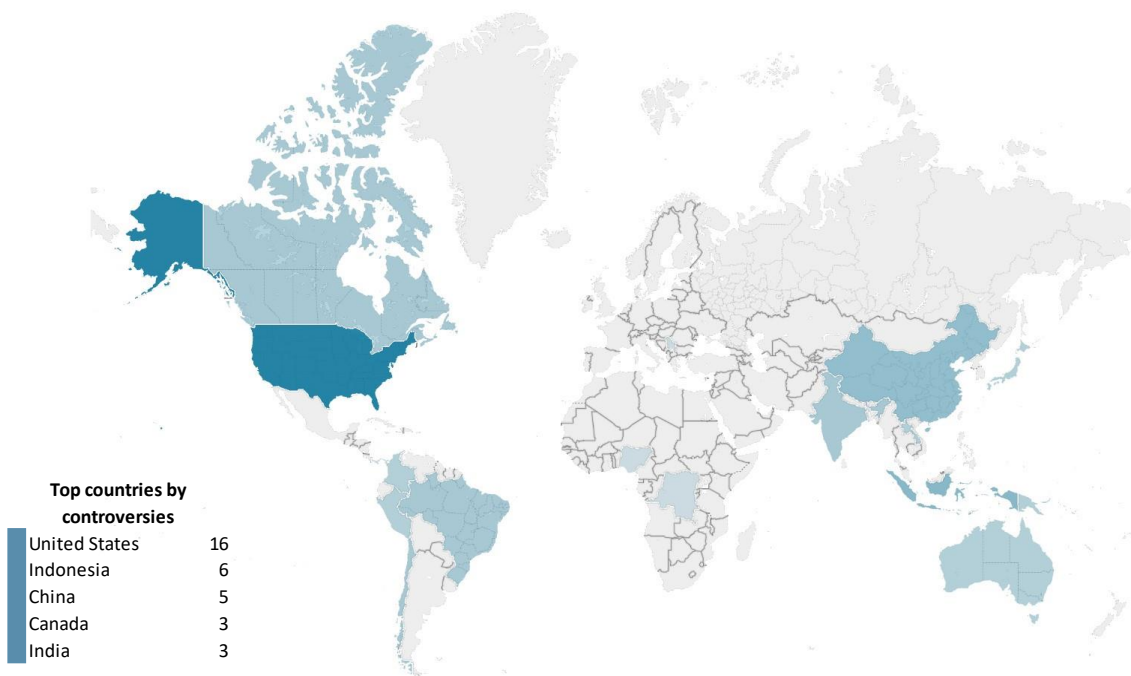 Top countries by
controversies
United States 16
Indonesia 6
China 5
Canada 3
India 3